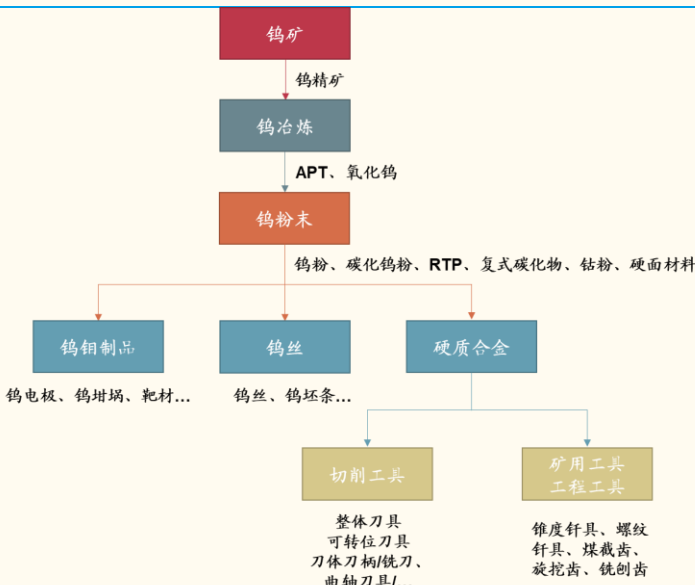 钨矿
钨精矿
钨冶炼
APT、氧化钨
钨粉末
钨粉、碳化钨粉、RTP、复式碳化物、钴粉、硬面材料
钨钼制品
钨丝
硬质合金
钨电极、钨坩埚、靶材...
钨丝、钨坯条...
切削工具
矿用工具
工程工具
整体刀具
可转位刀具
刀体刀柄/铣刀、
曲轴刀具/...
锥度钎具、螺纹
钎具、煤截齿、
旋挖齿、铣刨齿